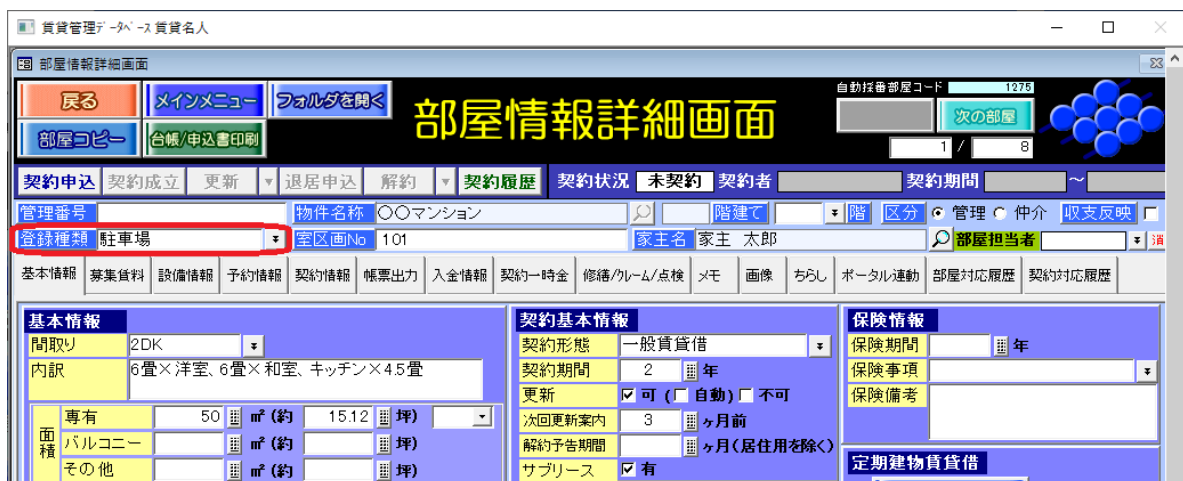 賃貸管理ﾃﾞｰﾀﾍﾞｰｽ 賃貸名人
部屋情報詳細画面
戻る メインメニュー フォルダを開く 部屋情報詳細画面 自動採番部屋コード 1275
次の部屋
部屋コピー 台帳/申込書印刷 1 / 8
契約申込 契約成立 更新 退居申込 解約 契約履歴 契約状況 未契約 契約者 契約期間 ～
管理番号 物件名称 〇〇マンション 階建て 階 区分 管理 仲介 収支反映
登録種類 駐車場 室区画No 101 家主名 家主 太郎 部屋担当者 消
基本情報 募集賃料 設備情報 予約情報 契約情報 帳票出力 入金情報 契約一時金 修繕/ｸﾚｰﾑ/点検 メモ 画像 ちらし ポータル連動 部屋対応履歴 契約対応履歴
基本情報 契約基本情報 保険情報
間取り 2DK 契約形態 一般賃貸借 保険期間 年
内訳 6畳×洋室、6畳×和室、キッチン×4.5畳 契約期間 2 年 保険事項
更新 可 ( 自動) 不可 保険備考
面積 専有 50 ㎡ (約 15.12 坪) 次回更新案内 3 ヶ月前
バルコニー ㎡ (約 坪) 解約予告期間 ヶ月(居住用を除く)
その他 ㎡ (約 坪) サブリース 有 定期建物賃貸借